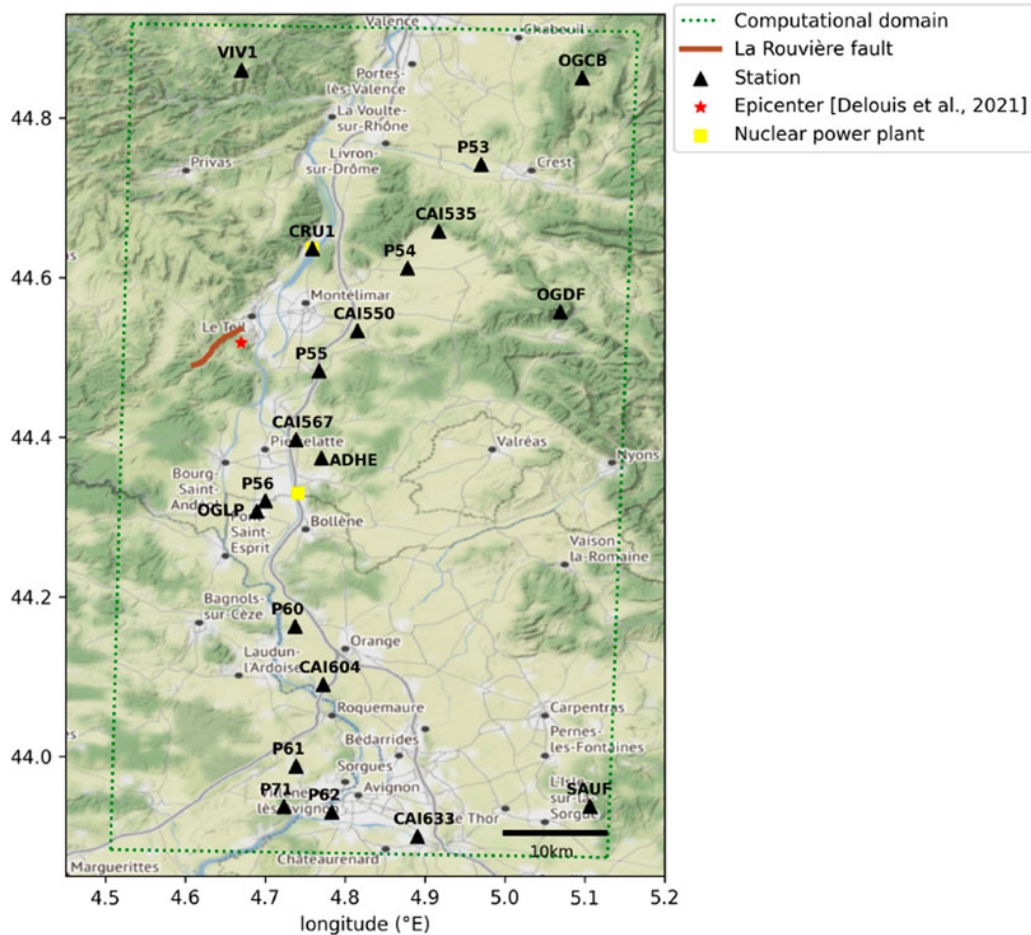 Computational domain
La Rouvière fault
Station
Epicenter [Delouis et al., 2021]
Nuclear power plant
Valence
Chabeuil
VIV1
OGCB
Portes-
lès-Valence
44.8
La Voulte-
sur-Rhône
P53
Privas
Livron-
sur-Drôme
Crest
CAI535
CRU1
P54
44.6
Montélimar
OGDF
Le Teil
CAI550
P55
44.4
CAI567
Pierrelatte
Valréas
ADHE
Nyons
Bourg-
Saint-
Andéol
P56
OGLP
Pont-
Saint-
Esprit
Bollène
Vaison-
la-Romaine
44.2
Bagnols-
sur-Cèze
P60
Orange
Laudun-
l'Ardoise
CAI604
Roquemaure
Carpentras
Pernes-
les-Fontaines
44.0
P61
Bédarrides
Sorgues
Avignon
P71
lès-Avignon
P62
L'Isle-
sur-la-
Sorgue
SAUF
CAI633
le Thor
10km
Châteaurenard
Marguerittes
4.5 4.6 4.7 4.8 4.9 5.0 5.1 5.2
longitude (°E)